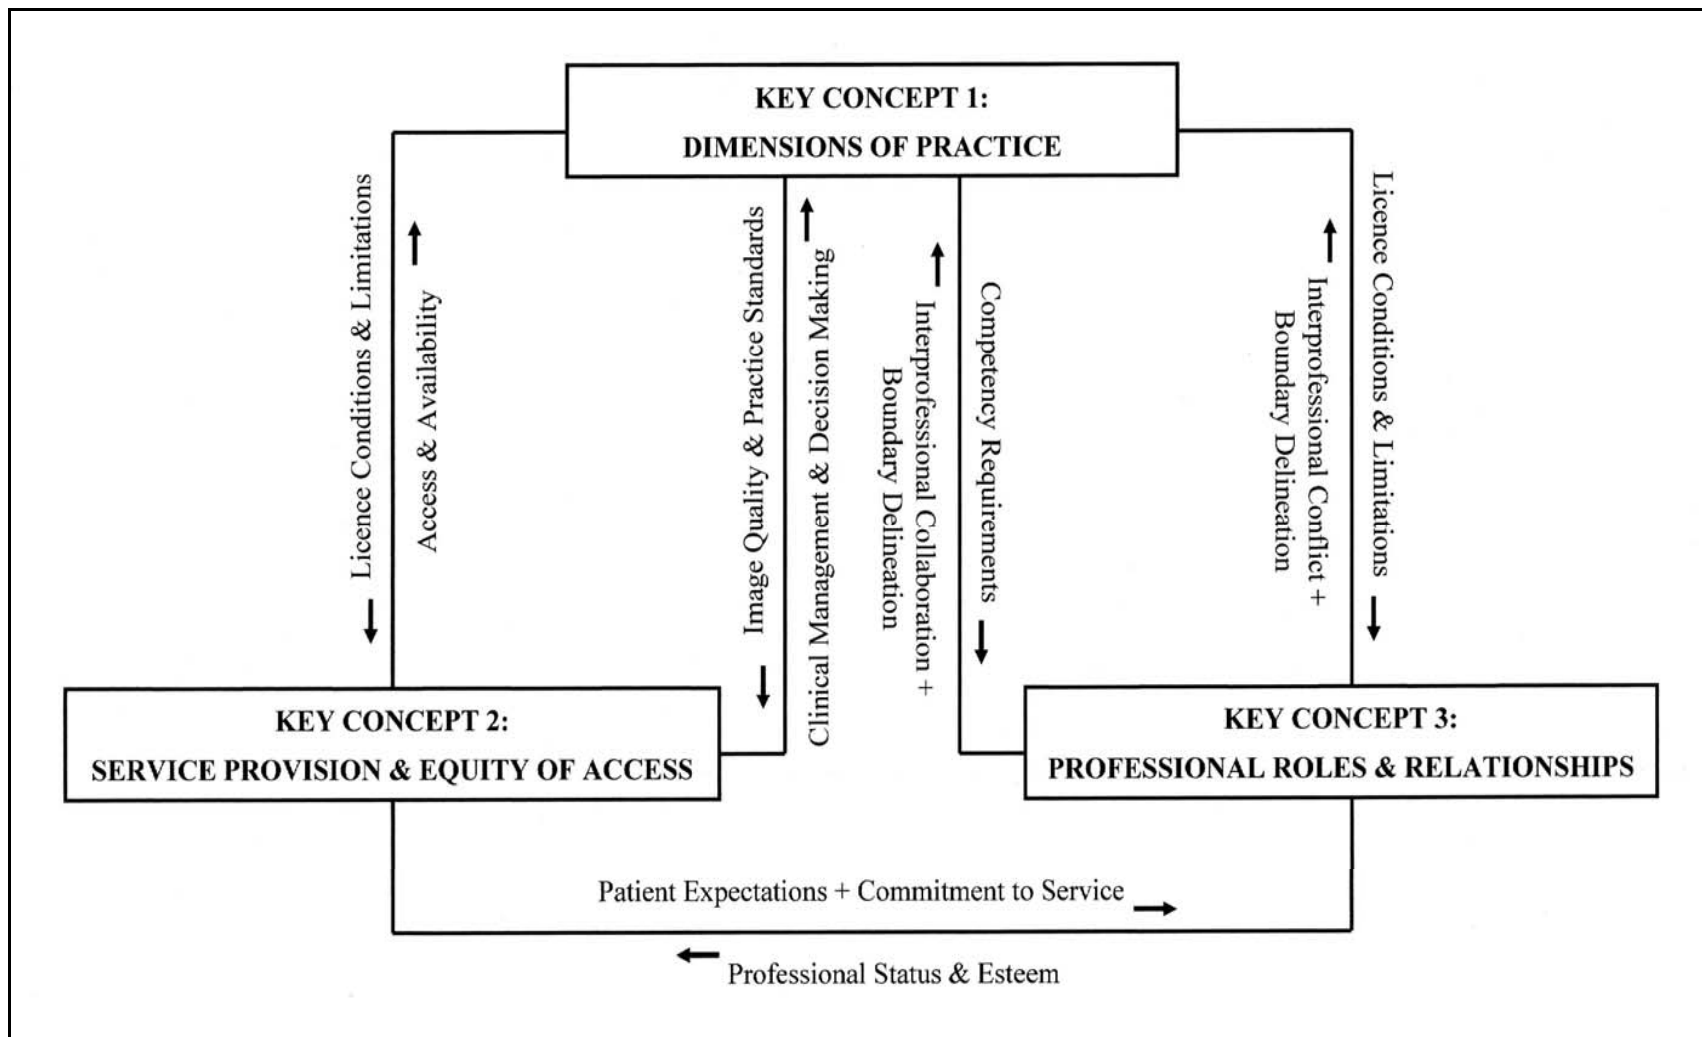 KEY CONCEPT 1:
DIMENSIONS OF PRACTICE
Licence Conditions & Limitations
Access & Availability
Image Quality & Practice Standards
Clinical Management & Decision Making
Interprofessional Collaboration +
Boundary Delineation
Competency Requirements
Interprofessional Conflict +
Boundary Delineation
Licence Conditions & Limitations
KEY CONCEPT 2:
SERVICE PROVISION & EQUITY OF ACCESS
KEY CONCEPT 3:
PROFESSIONAL ROLES & RELATIONSHIPS
Patient Expectations + Commitment to Service
Professional Status & Esteem